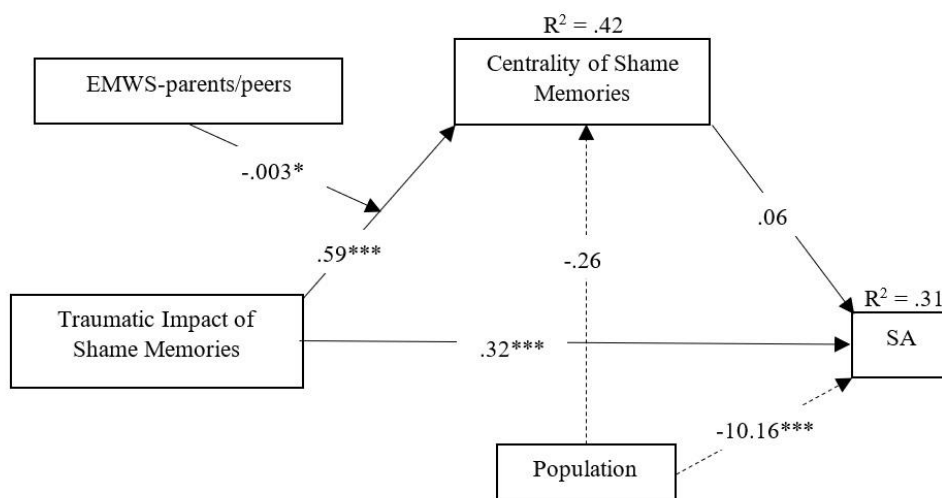 R² = .42
Centrality of Shame
Memories
EMWS-parents/peers
-.003*
.06
.59***
-.26
R² = .31
Traumatic Impact of
Shame Memories
SA
.32***
-10.16***
Population